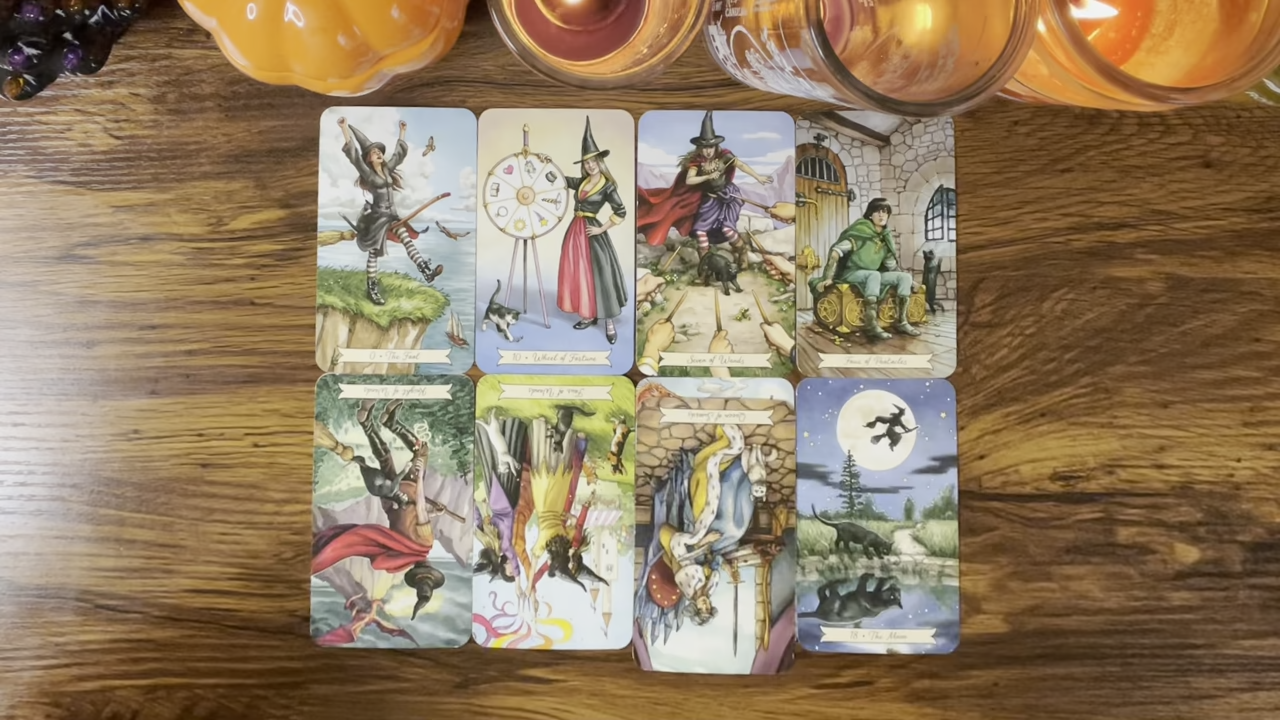 0 • The Fool
10 • Wheel of Fortune
Seven of Wands
Four of Pentacles
Knight of Wands
Four of Wands
Queen of Swords
18 • The Moon